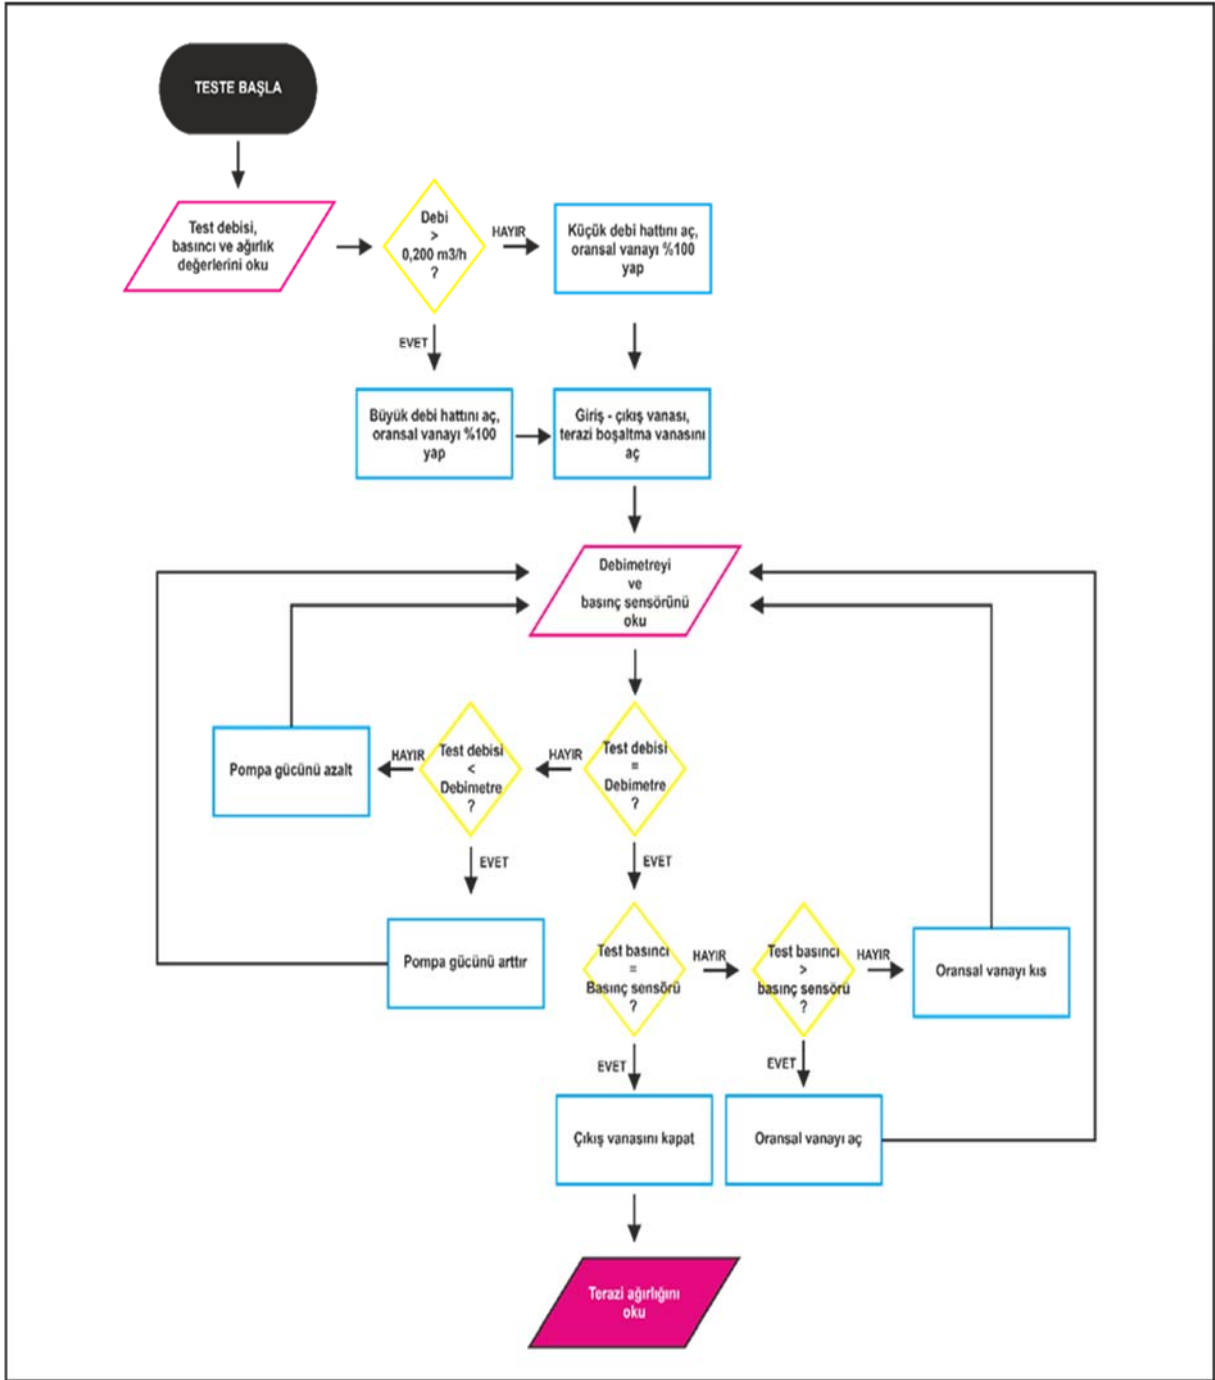 TESTE BAŞLA
Test debisi,
basıncı ve ağırlık
değerlerini oku
Debi
>
0,200 m3/h
?
HAYIR
Küçük debi hattını aç,
oransal vanayı %100
yap
EVET
Büyük debi hattını aç,
oransal vanayı %100
yap
Giriş - çıkış vanası,
terazi boşaltma vanasını
aç
Debimetreyi
ve
basınç sensörünü
oku
Test debisi
=
Debimetre
?
HAYIR
Test debisi
<
Debimetre
?
HAYIR
Pompa gücünü azalt
EVET
Pompa gücünü arttır
EVET
Test basıncı
=
Basınç sensörü
?
HAYIR
Test basıncı
>
basınç sensörü
?
HAYIR
Oransal vanayı kıs
EVET
Oransal vanayı aç
EVET
Çıkış vanasını kapat
Terazi ağırlığını
oku